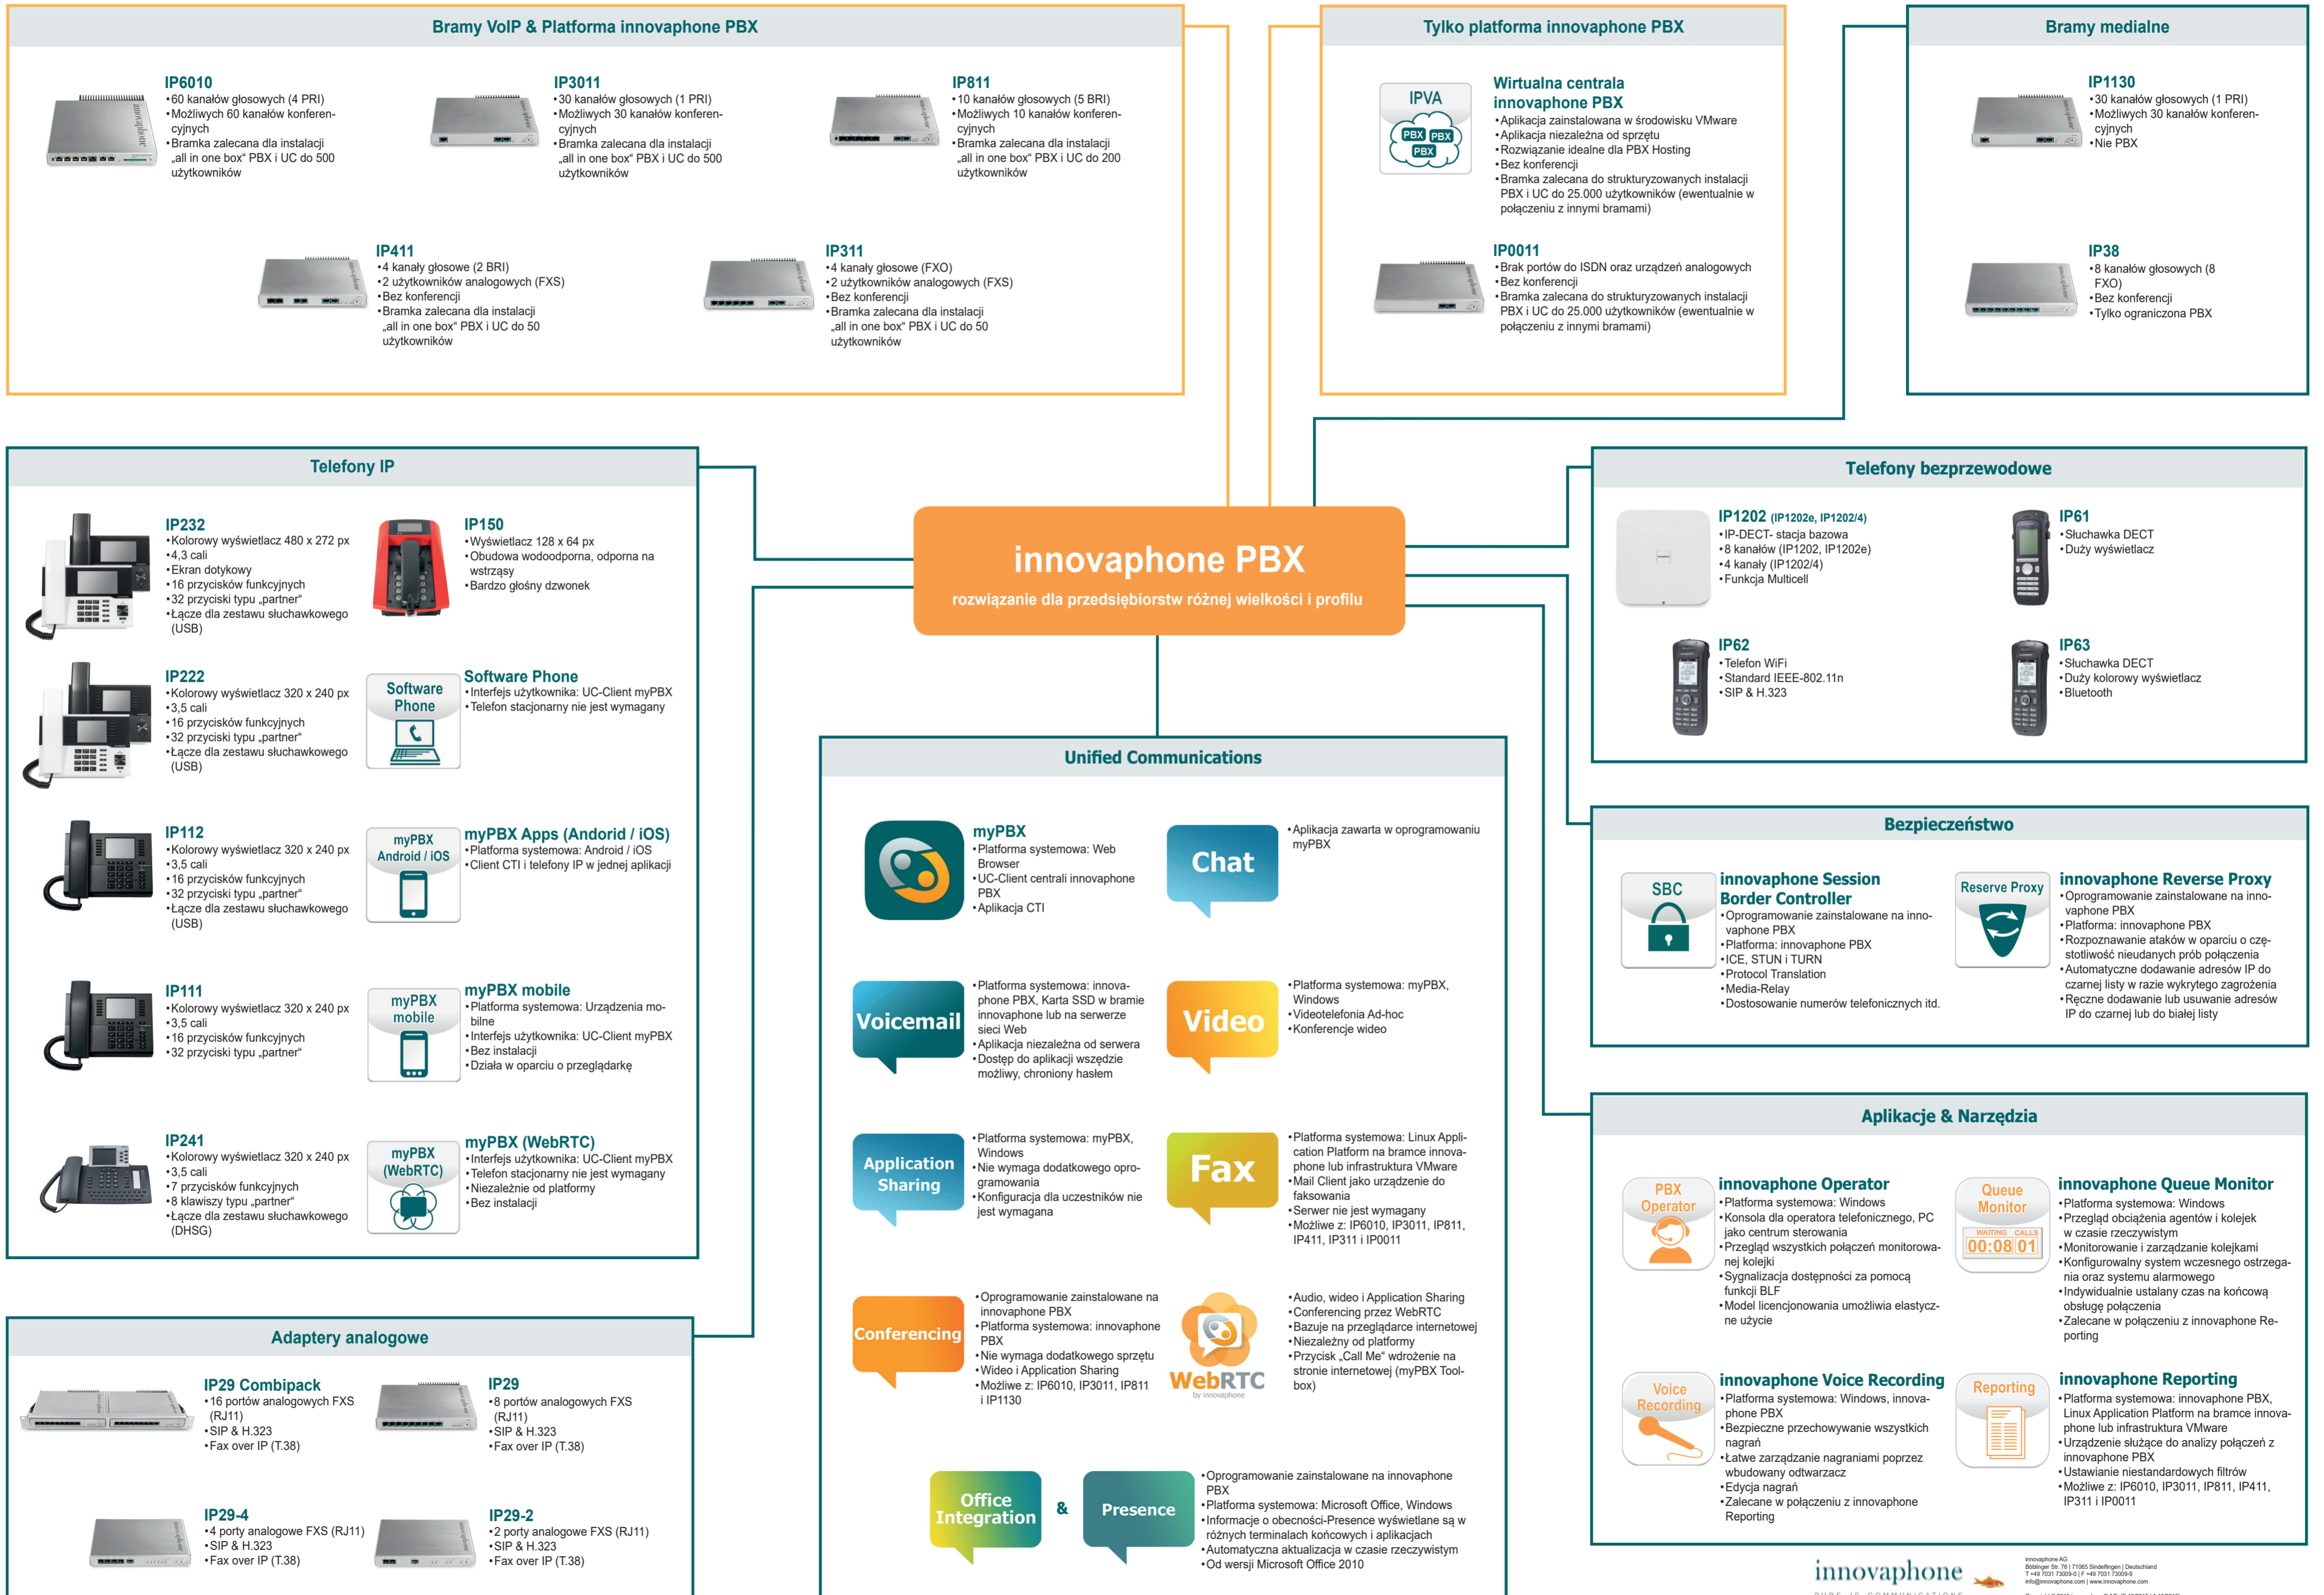 Bramy VoIP & Platforma innovaphone PBX
IP6010
•60 kanałów głosowych (4 PRI)
•Możliwych 60 kanałów konferen-
cyjnych
•Bramka zalecana dla instalacji
„all in one box“ PBX i UC do 500
użytkowników
IP3011
•30 kanałów głosowych (1 PRI)
•Możliwych 30 kanałów konferen-
cyjnych
•Bramka zalecana dla instalacji
„all in one box“ PBX i UC do 500
użytkowników
IP811
•10 kanałów głosowych (5 BRI)
•Możliwych 10 kanałów konferen-
cyjnych
•Bramka zalecana dla instalacji
„all in one box“ PBX i UC do 200
użytkowników
IP411
•4 kanały głosowe (2 BRI)
•2 użytkowników analogowych (FXS)
•Bez konferencji
•Bramka zalecana dla instalacji
„all in one box“ PBX i UC do 50
użytkowników
IP311
•4 kanały głosowe (FXO)
•2 użytkowników analogowych (FXS)
•Bez konferencji
•Bramka zalecana dla instalacji
„all in one box“ PBX i UC do 50
użytkowników
Tylko platforma innovaphone PBX
IPVA
PBX PBX
PBX
Wirtualna centrala
innovaphone PBX
•Aplikacja zainstalowana w środowisku VMware
•Aplikacja niezależna od sprzętu
•Rozwiązanie idealne dla PBX Hosting
•Bez konferencji
•Bramka zalecana do strukturyzowanych instalacji
PBX i UC do 25.000 użytkowników (ewentualnie w
połączeniu z innymi bramami)
IP0011
•Brak portów do ISDN oraz urządzeń analogowych
•Bez konferencji
•Bramka zalecana do strukturyzowanych instalacji
PBX i UC do 25.000 użytkowników (ewentualnie w
połączeniu z innymi bramami)
Bramy medialne
IP1130
•30 kanałów głosowych (1 PRI)
•Możliwych 30 kanałów konferen-
cyjnych
•Nie PBX
IP38
•8 kanałów głosowych (8
FXO)
•Bez konferencji
•Tylko ograniczona PBX
innovaphone PBX
rozwiązanie dla przedsiębiorstw różnej wielkości i profilu
Telefony IP
IP232
•Kolorowy wyświetlacz 480 x 272 px
•4,3 cali
•Ekran dotykowy
•16 przycisków funkcyjnych
•32 przyciski typu „partner“
•Łącze dla zestawu słuchawkowego
(USB)
IP150
•Wyświetlacz 128 x 64 px
•Obudowa wodoodporna, odporna na
wstrząsy
•Bardzo głośny dzwonek
IP222
•Kolorowy wyświetlacz 320 x 240 px
•3,5 cali
•16 przycisków funkcyjnych
•32 przyciski typu „partner“
•Łącze dla zestawu słuchawkowego
(USB)
Software
Phone
Software Phone
•Interfejs użytkownika: UC-Client myPBX
•Telefon stacjonarny nie jest wymagany
IP112
•Kolorowy wyświetlacz 320 x 240 px
•3,5 cali
•16 przycisków funkcyjnych
•32 przyciski typu „partner“
•Łącze dla zestawu słuchawkowego
(USB)
myPBX
Android / iOS
myPBX Apps (Andorid / iOS)
•Platforma systemowa: Android / iOS
•Client CTI i telefony IP w jednej aplikacji
IP111
•Kolorowy wyświetlacz 320 x 240 px
•3,5 cali
•16 przycisków funkcyjnych
•32 przyciski typu „partner“
myPBX
mobile
myPBX mobile
•Platforma systemowa: Urządzenia mo-
bilne
•Interfejs użytkownika: UC-Client myPBX
•Bez instalacji
•Działa w oparciu o przeglądarkę
IP241
•Kolorowy wyświetlacz 320 x 240 px
•3,5 cali
•7 przycisków funkcyjnych
•8 klawiszy typu „partner“
•Łącze dla zestawu słuchawkowego
(DHSG)
myPBX
(WebRTC)
myPBX (WebRTC)
•Interfejs użytkownika: UC-Client myPBX
•Telefon stacjonarny nie jest wymagany
•Niezależnie od platformy
•Bez instalacji
Adaptery analogowe
IP29 Combipack
•16 portów analogowych FXS
(RJ11)
•SIP & H.323
•Fax over IP (T.38)
IP29
•8 portów analogowych FXS
(RJ11)
•SIP & H.323
•Fax over IP (T.38)
IP29-4
•4 porty analogowe FXS (RJ11)
•SIP & H.323
•Fax over IP (T.38)
IP29-2
•2 porty analogowe FXS (RJ11)
•SIP & H.323
•Fax over IP (T.38)
Unified Communications
myPBX
•Platforma systemowa: Web
Browser
•UC-Client centrali innovaphone
PBX
•Aplikacja CTI
Chat
•Aplikacja zawarta w oprogramowaniu
myPBX
Voicemail
•Platforma systemowa: innova-
phone PBX, Karta SSD w bramie
innovaphone lub na serwerze
sieci Web
•Aplikacja niezależna od serwera
•Dostęp do aplikacji wszędzie
możliwy, chroniony hasłem
Video
•Platforma systemowa: myPBX,
Windows
•Videotelefonia Ad-hoc
•Konferencje wideo
Application
Sharing
•Platforma systemowa: myPBX,
Windows
•Nie wymaga dodatkowego opro-
gramowania
•Konfiguracja dla uczestników nie
jest wymagana
Fax
•Platforma systemowa: Linux Appli-
cation Platform na bramce innova-
phone lub infrastruktura VMware
•Mail Client jako urządzenie do
faksowania
•Serwer nie jest wymagany
•Możliwe z: IP6010, IP3011, IP811,
IP411, IP311 i IP0011
Conferencing
•Oprogramowanie zainstalowane na
innovaphone PBX
•Platforma systemowa: innovaphone
PBX
•Nie wymaga dodatkowego sprzętu
•Wideo i Application Sharing
•Możliwe z: IP6010, IP3011, IP811
i IP1130
WebRTC
by innovaphone
•Audio, wideo i Application Sharing
•Conferencing przez WebRTC
•Bazuje na przeglądarce internetowej
•Niezależny od platformy
•Przycisk „Call Me“ wdrożenie na
stronie internetowej (myPBX Tool-
box)
Office
Integration
&
Presence
•Oprogramowanie zainstalowane na innovaphone
PBX
•Platforma systemowa: Microsoft Office, Windows
•Informacje o obecności-Presence wyświetlane są w
różnych terminalach końcowych i aplikacjach
•Automatyczna aktualizacja w czasie rzeczywistym
•Od wersji Microsoft Office 2010
Telefony bezprzewodowe
IP1202 (IP1202e, IP1202/4)
•IP-DECT- stacja bazowa
•8 kanałów (IP1202, IP1202e)
•4 kanały (IP1202/4)
•Funkcja Multicell
IP61
•Słuchawka DECT
•Duży wyświetlacz
IP62
•Telefon WiFi
•Standard IEEE-802.11n
•SIP & H.323
IP63
•Słuchawka DECT
•Duży kolorowy wyświetlacz
•Bluetooth
Bezpieczeństwo
SBC
innovaphone Session
Border Controller
•Oprogramowanie zainstalowane na inno-
vaphone PBX
•Platforma: innovaphone PBX
•ICE, STUN i TURN
•Protocol Translation
•Media-Relay
•Dostosowanie numerów telefonicznych itd.
Reserve Proxy
innovaphone Reverse Proxy
•Oprogramowanie zainstalowane na inno-
vaphone PBX
•Platforma: innovaphone PBX
•Rozpoznawanie ataków w oparciu o czę-
stotliwość nieudanych prób połączenia
•Automatyczne dodawanie adresów IP do
czarnej listy w razie wykrytego zagrożenia
•Ręczne dodawanie lub usuwanie adresów
IP do czarnej lub do białej listy
Aplikacje & Narzędzia
PBX
Operator
innovaphone Operator
•Platforma systemowa: Windows
•Konsola dla operatora telefonicznego, PC
jako centrum sterowania
•Przegląd wszystkich połączeń monitorowa-
nej kolejki
•Sygnalizacja dostępności za pomocą
funkcji BLF
•Model licencjonowania umożliwia elastycz-
ne użycie
Queue
Monitor
WAITING CALLS
00:08 01
innovaphone Queue Monitor
•Platforma systemowa: Windows
•Przegląd obciążenia agentów i kolejek
w czasie rzeczywistym
•Monitorowanie i zarządzanie kolejkami
•Konfigurowalny system wczesnego ostrzega-
nia oraz systemu alarmowego
•Indywidualnie ustalany czas na końcową
obsługę połączenia
•Zalecane w połączeniu z innovaphone Re-
porting
Voice
Recording
innovaphone Voice Recording
•Platforma systemowa: Windows, innova-
phone PBX
•Bezpieczne przechowywanie wszystkich
nagrań
•Łatwe zarządzanie nagraniami poprzez
wbudowany odtwarzacz
•Edycja nagrań
•Zalecane w połączeniu z innovaphone
Reporting
Reporting
innovaphone Reporting
•Platforma systemowa: innovaphone PBX,
Linux Application Platform na bramce innova-
phone lub infrastruktura VMware
•Urządzenie służące do analizy połączeń z
innovaphone PBX
•Ustawianie niestandardowych filtrów
•Możliwe z: IP6010, IP3011, IP811, IP411,
IP311 i IP0011
innovaphone
innovaphone AG
Böblinger Str. 76 | 71065 Sindelfingen | Deutschland
T +49 7031 73009-0 | F +49 7031 73009-9
info@innovaphone.com | www.innovaphone.com